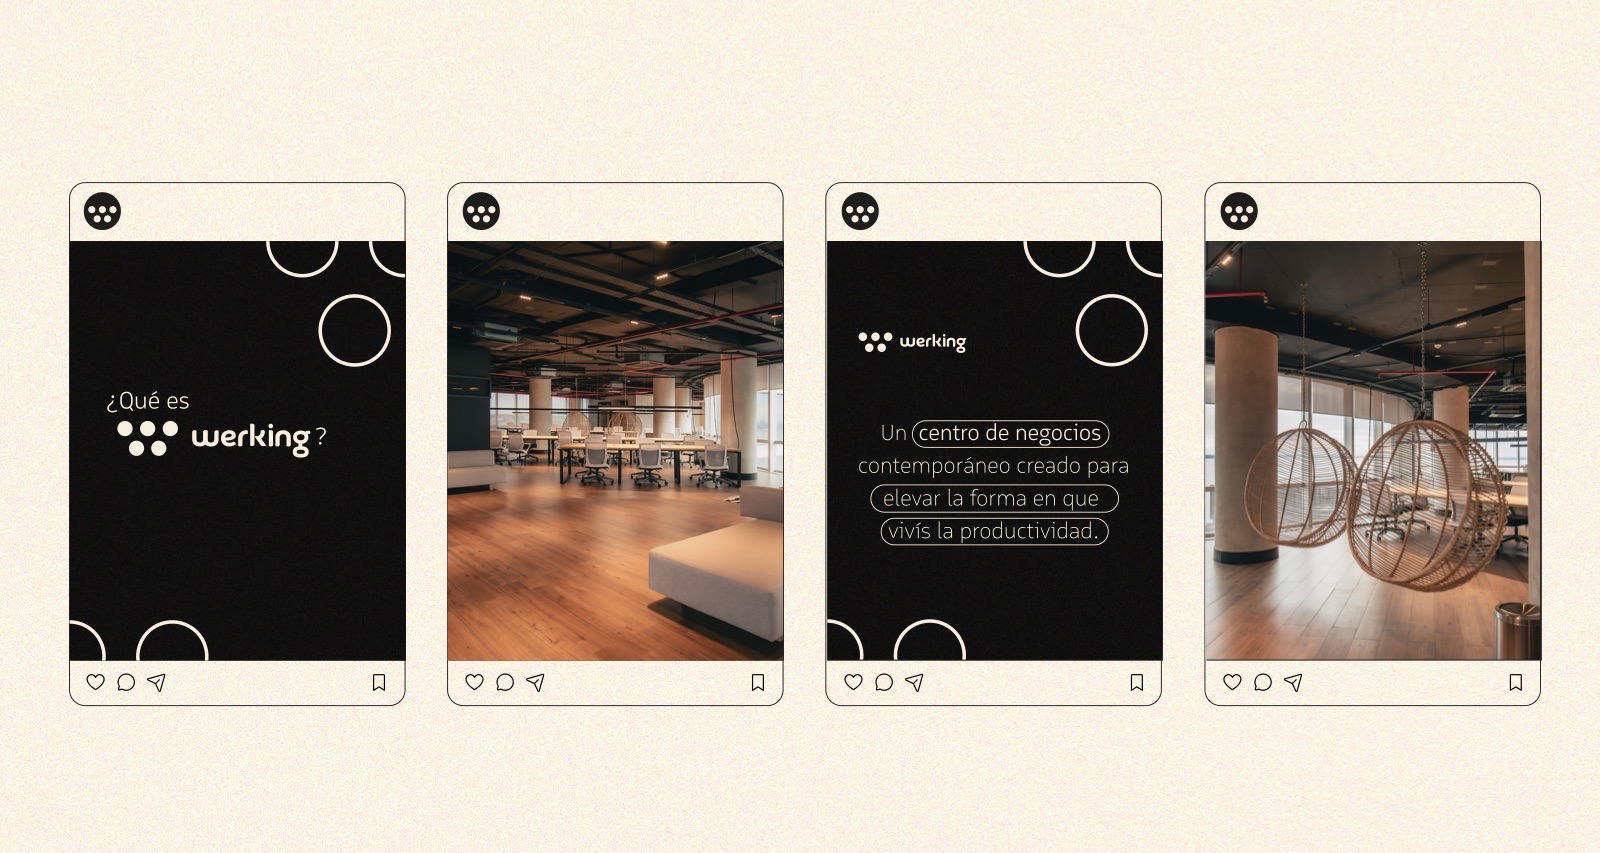 ¿Qué es
werking?
werking
Un centro de negocios
contemporáneo creado para
elevar la forma en que
vivís la productividad.